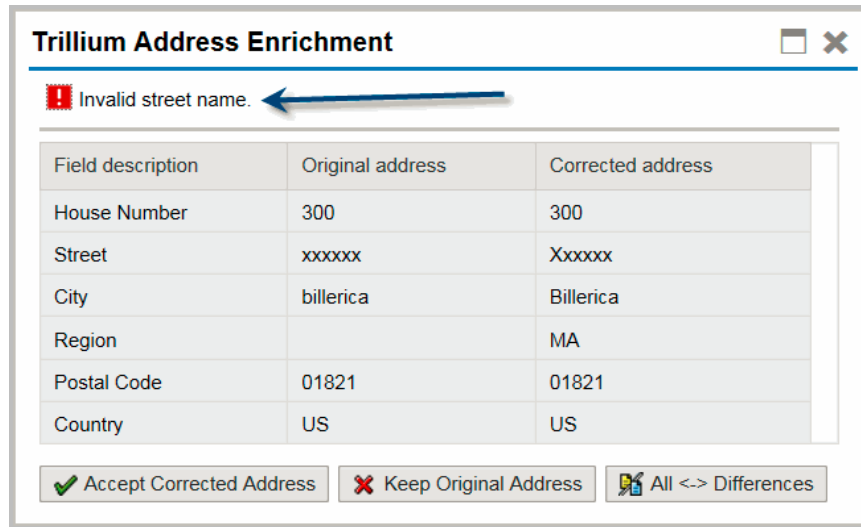 Trillium Address Enrichment
Invalid street name.
Field description Original address Corrected address
House Number 300 300
Street xxxxxx Xxxxxx
City billerica Billerica
Region MA
Postal Code 01821 01821
Country US US
Accept Corrected Address Keep Original Address All <-> Differences